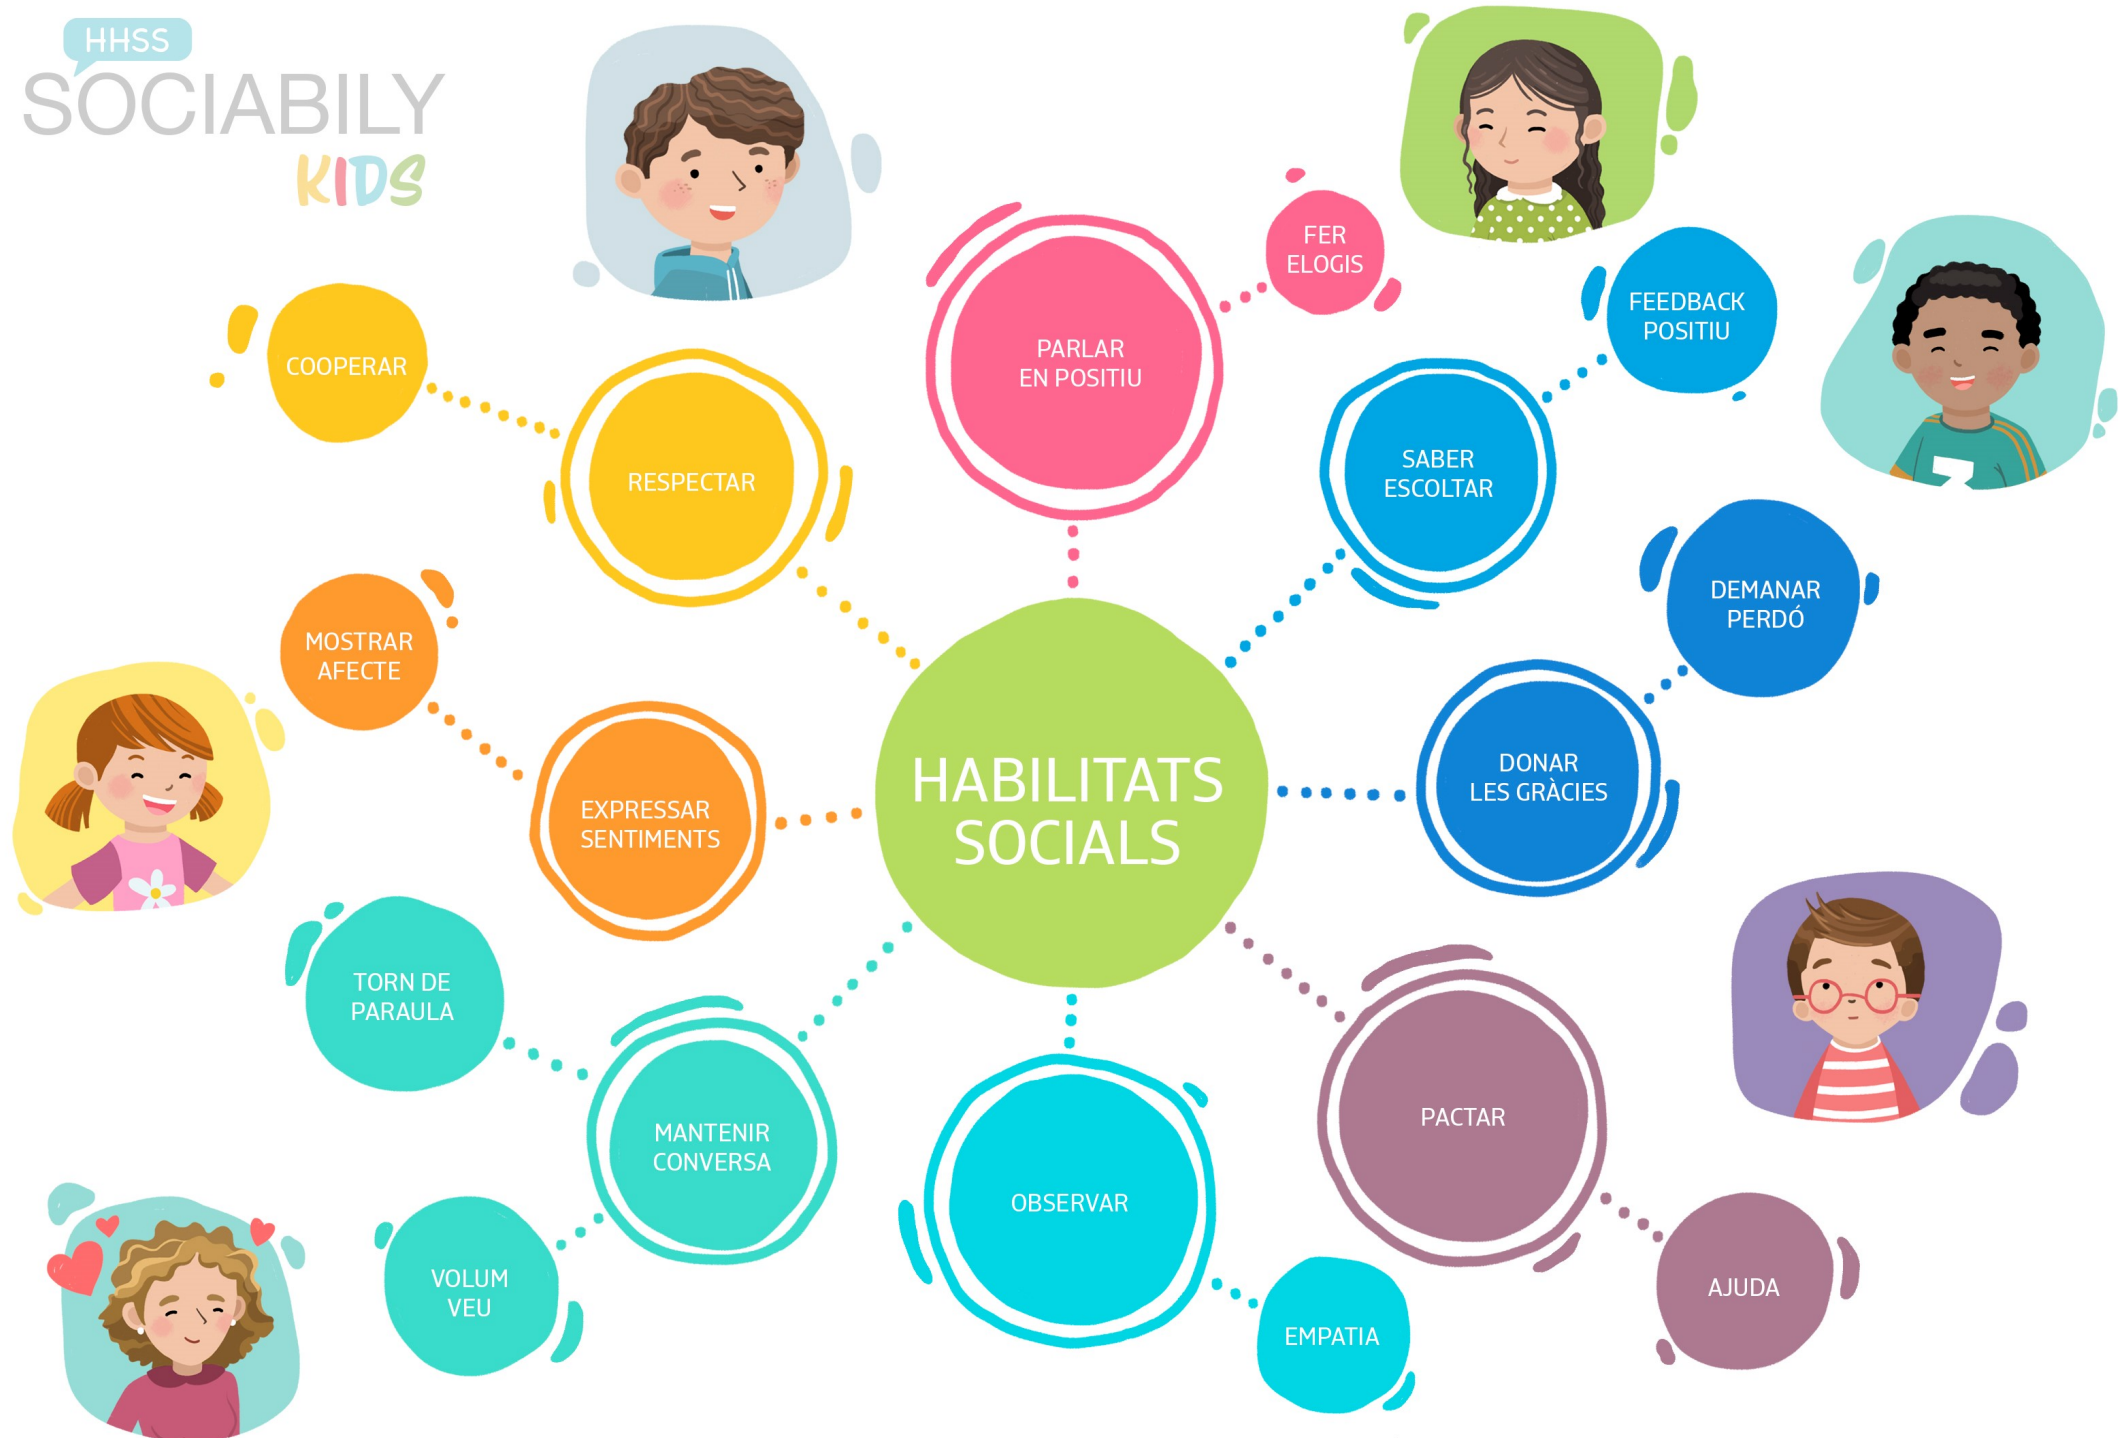 HHSS
SOCIABILY
KIDS
FER
ELOGIS
FEEDBACK
POSITIU
PARLAR
EN POSITIU
COOPERAR
SABER
ESCOLTAR
RESPECTAR
DEMANAR
PERDÓ
MOSTRAR
AFECTE
DONAR
LES GRÀCIES
HABILITATS
SOCIALS
EXPRESSAR
SENTIMENTS
TORN DE
PARAULA
MANTENIR
CONVERSA
PACTAR
OBSERVAR
VOLUM
VEU
AJUDA
EMPATIA